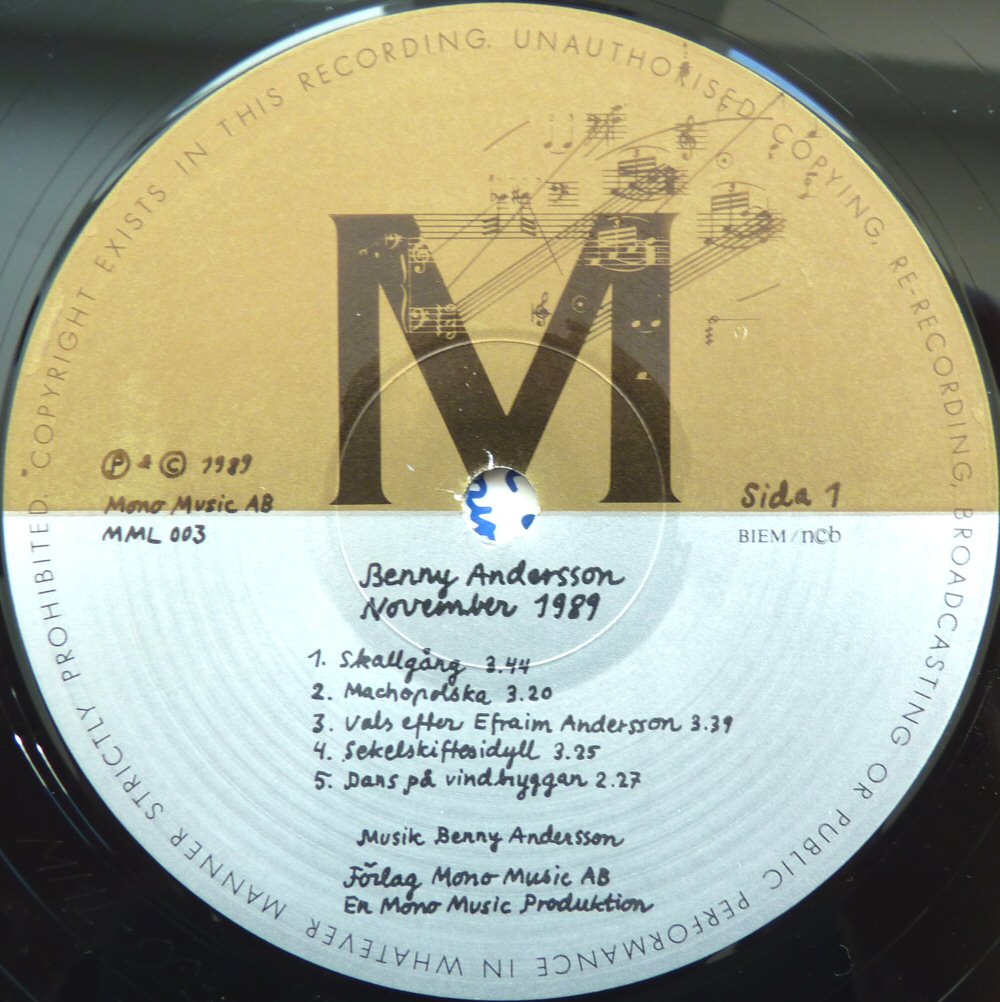 COPYRIGHT EXISTS IN THIS RECORDING. UNAUTHORISED COPYING, RE-RECORDING, BROADCASTING OR PUBLIC PERFORMANCE IN WHATEVER MANNER STRICTLY PROHIBITED.
M
Ⓟ & © 1989
Mono Music AB
MML 003
Sida 1
BIEM/n©b
Benny Andersson
November 1989
1. Skallgång 3.44
2. Machopolska 3.20
3. Vals efter Efraim Andersson 3.39
4. Sekelskiftesidyll 3.25
5. Dans på vindbryggan 2.27
Musik Benny Andersson
Förlag Mono Music AB
En Mono Music Produktion